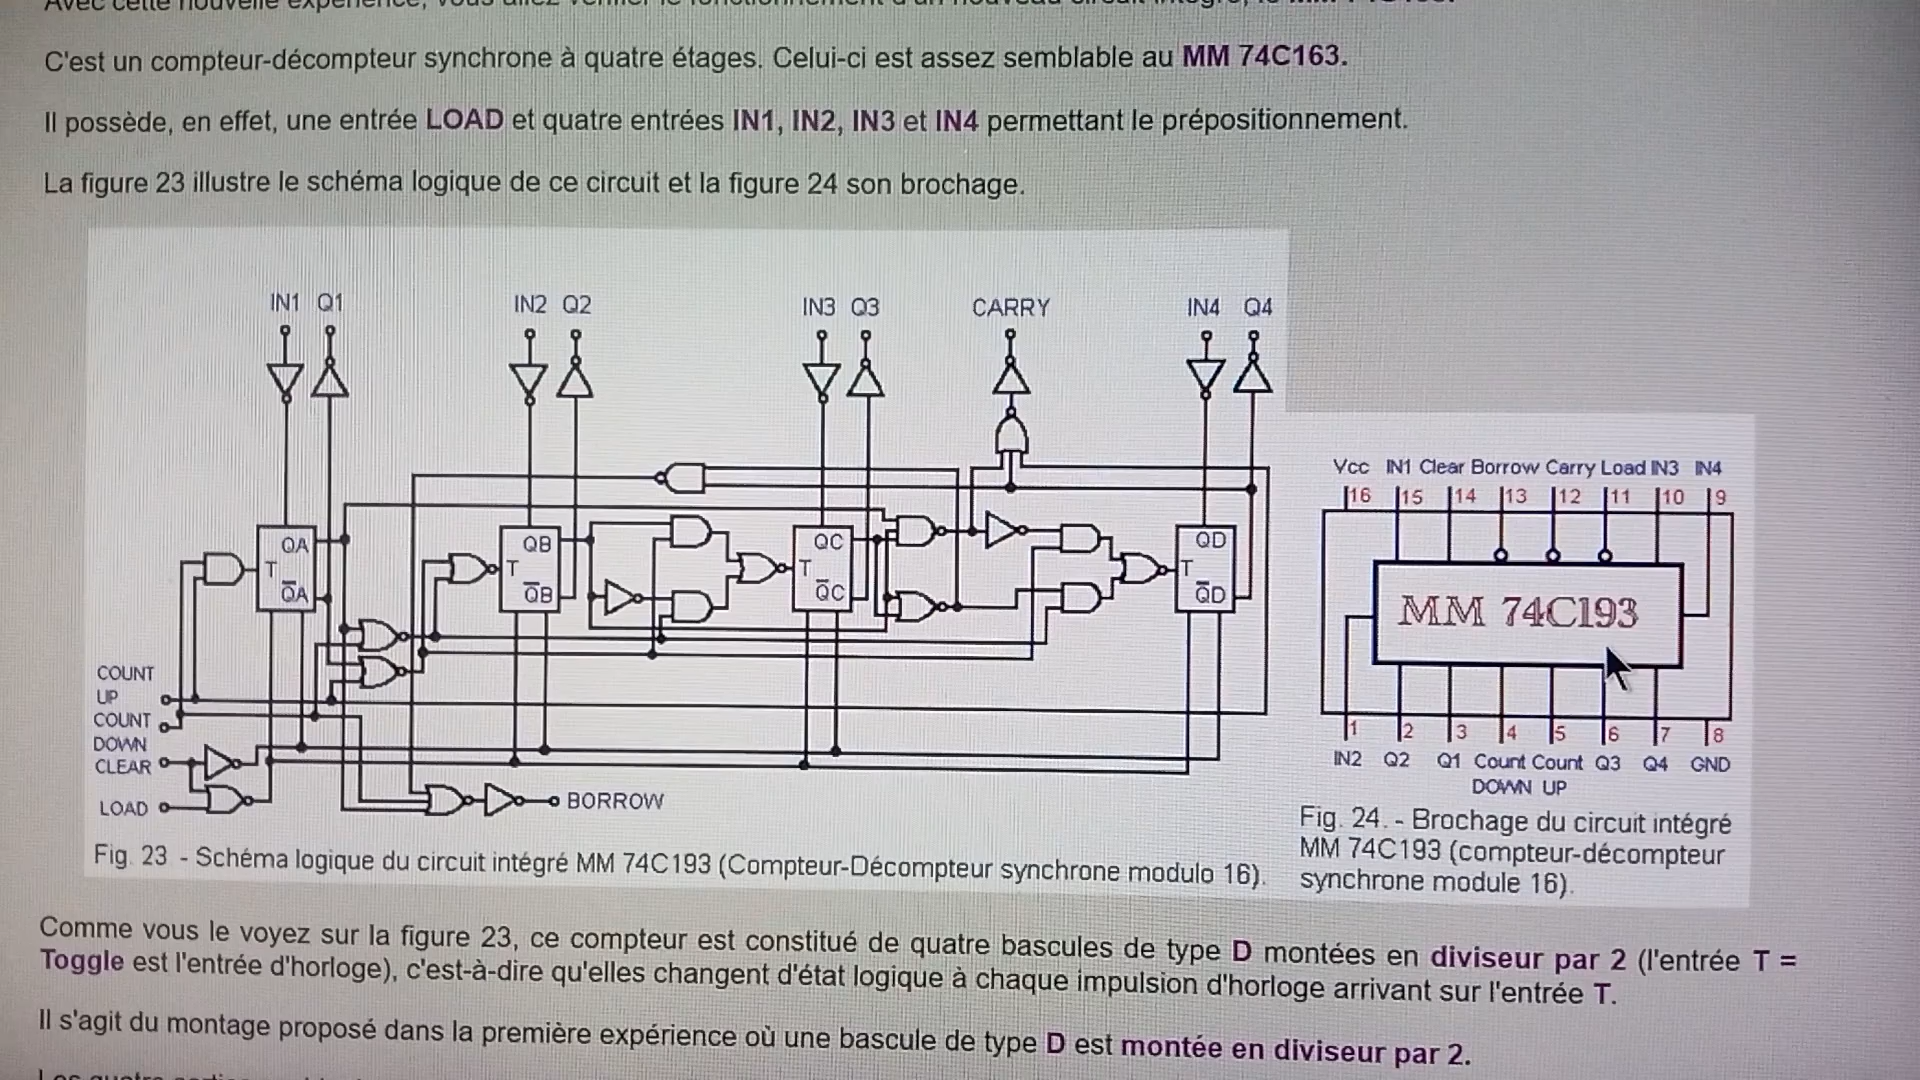 C'est un compteur-décompteur synchrone à quatre étages. Celui-ci est assez semblable au MM 74C163.
Il possède, en effet, une entrée LOAD et quatre entrées IN1, IN2, IN3 et IN4 permettant le prépositionnement.
La figure 23 illustre le schéma logique de ce circuit et la figure 24 son brochage.
IN1 Q1 IN2 Q2 IN3 Q3 CARRY IN4 Q4
QA QB QC QD
T T T T
Q̅A Q̅B Q̅C Q̅D
COUNT
UP
COUNT
DOWN
CLEAR
LOAD
BORROW
Fig. 23 - Schéma logique du circuit intégré MM 74C193 (Compteur-Décompteur synchrone modulo 16).
Vcc IN1 Clear Borrow Carry Load IN3 IN4
16 15 14 13 12 11 10 9
MM 74C193
1 2 3 4 5 6 7 8
IN2 Q2 Q1 Count Count Q3 Q4 GND
DOWN UP
Fig. 24. - Brochage du circuit intégré
MM 74C193 (compteur-décompteur
synchrone module 16).
Comme vous le voyez sur la figure 23, ce compteur est constitué de quatre bascules de type D montées en diviseur par 2 (l'entrée T =
Toggle est l'entrée d'horloge), c'est-à-dire qu'elles changent d'état logique à chaque impulsion d'horloge arrivant sur l'entrée T.
Il s'agit du montage proposé dans la première expérience où une bascule de type D est montée en diviseur par 2.